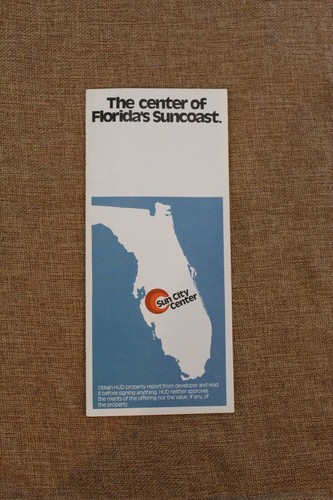 The center of
Florida's Suncoast.
Sun City
Center
Obtain HUD property report from developer and read
it before signing anything. HUD neither approves
the merits of the offering nor the value, if any, of
the property.